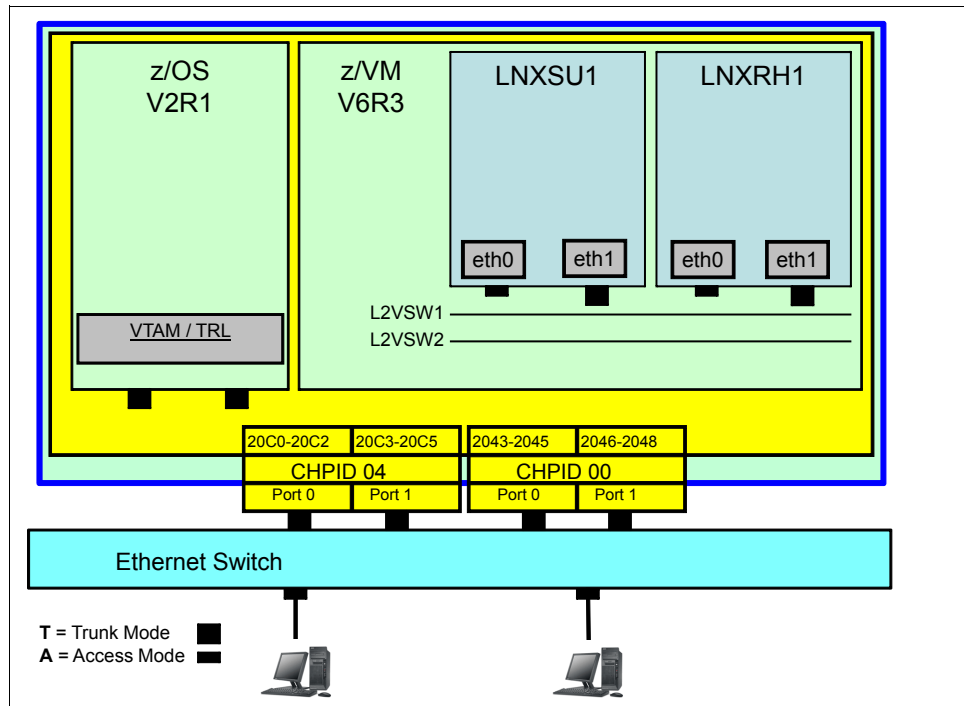 z/OS
V2R1
z/VM
V6R3
LNXSU1
LNXRH1
eth0
eth1
eth0
eth1
L2VSW1
L2VSW2
VTAM / TRL
20C0-20C2
20C3-20C5
2043-2045
2046-2048
CHPID 04
CHPID 00
Port 0
Port 1
Port 0
Port 1
Ethernet Switch
T = Trunk Mode
A = Access Mode